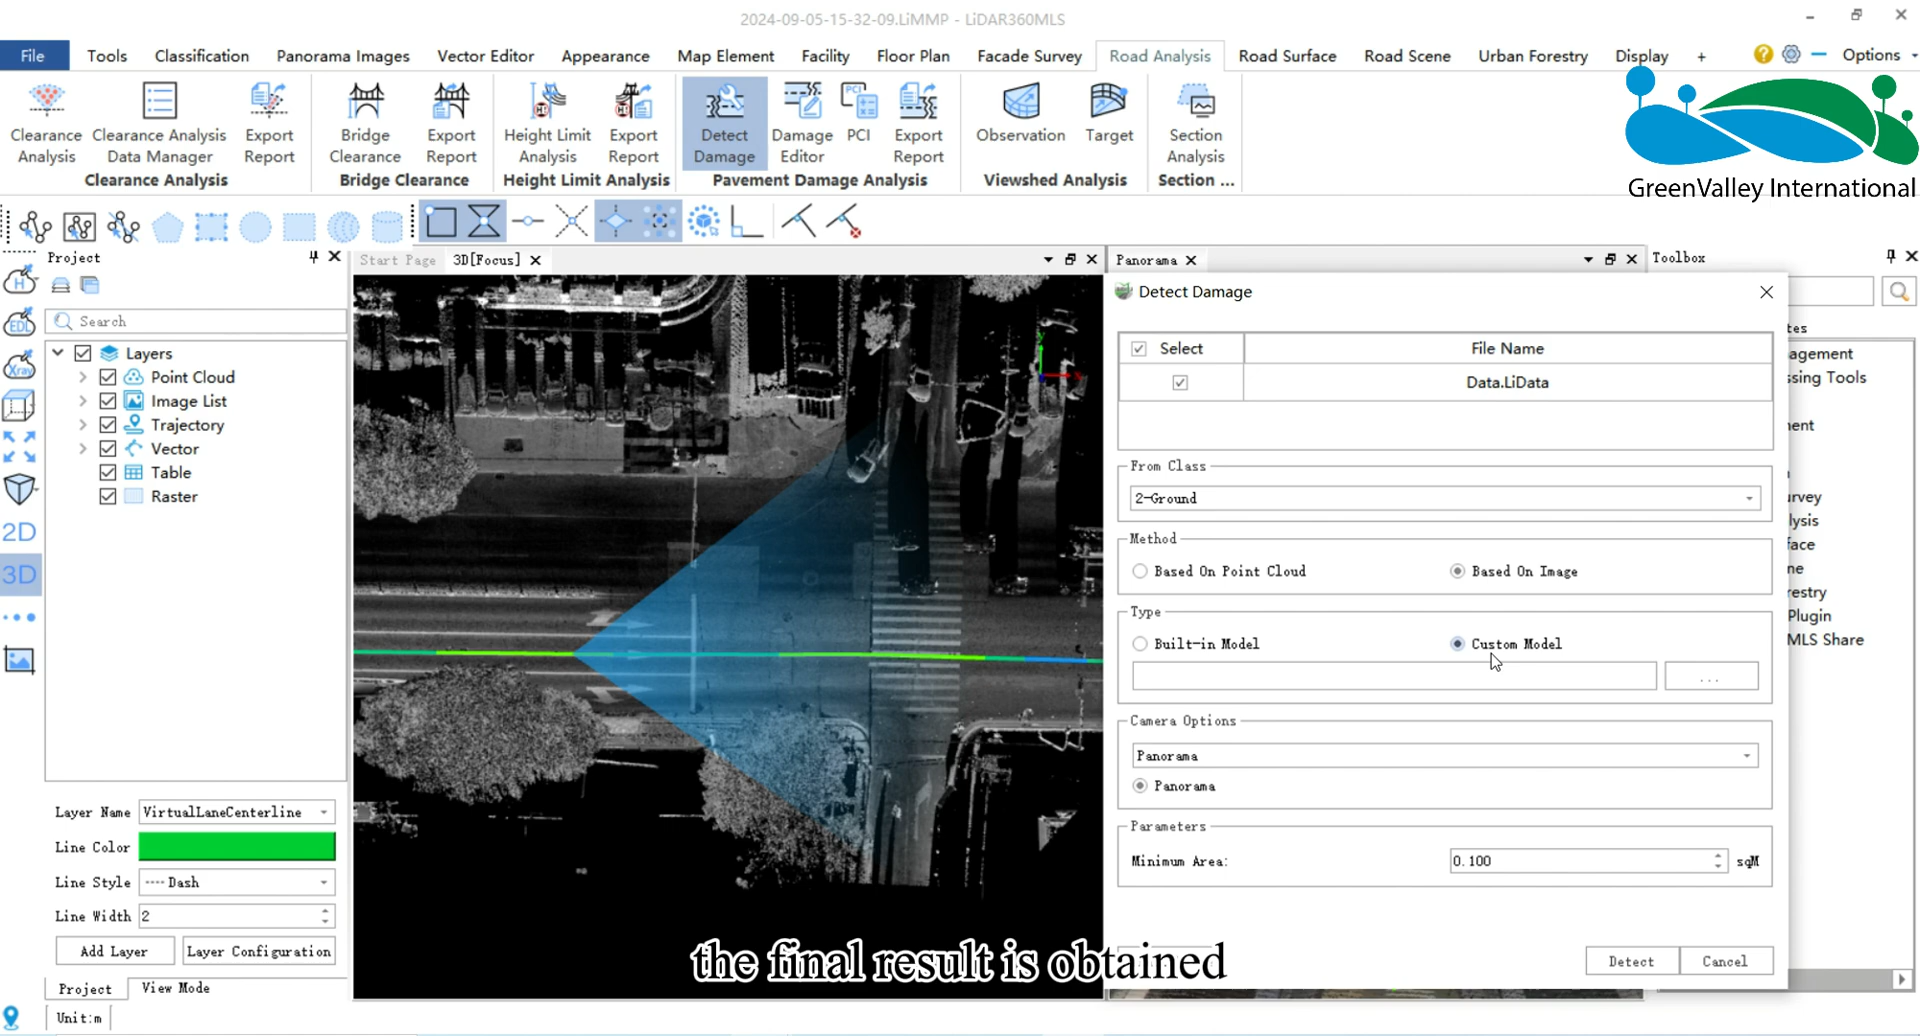 2024-09-05-15-32-09.LiMMP - LiDAR360MLS
File Tools Classification Panorama Images Vector Editor Appearance Map Element Facility Floor Plan Facade Survey Road Analysis Road Surface Road Scene Urban Forestry Display + Options
Clearance Analysis
Clearance Analysis Data Manager
Export Report
Clearance Analysis
Bridge Clearance
Export Report
Bridge Clearance
Height Limit Analysis
Export Report
Height Limit Analysis
Detect Damage
Damage Editor
PCI
Export Report
Pavement Damage Analysis
Observation
Target
Viewshed Analysis
Section Analysis
Section ...
GreenValley International
Project
Search
Layers
Point Cloud
Image List
Trajectory
Vector
Table
Raster
H
EDL
Xray
2D
3D
Layer Name VirtualLaneCenterline
Line Color
Line Style ---- Dash
Line Width 2
Add Layer Layer Configuration
Project View Mode
Unit:m
Start Page 3D[Focus]
Panorama
Toolbox
Detect Damage
Select File Name
Data.LiData
From Class
2-Ground
Method
Based On Point Cloud Based On Image
Type
Built-in Model Custom Model
...
Camera Options
Panorama
Panorama
Parameters
Minimum Area: 0.100 sqM
Detect Cancel
tes
agement
ssing Tools
ent
urvey
lysis
face
ne
restry
Plugin
MLS Share
the final result is obtained